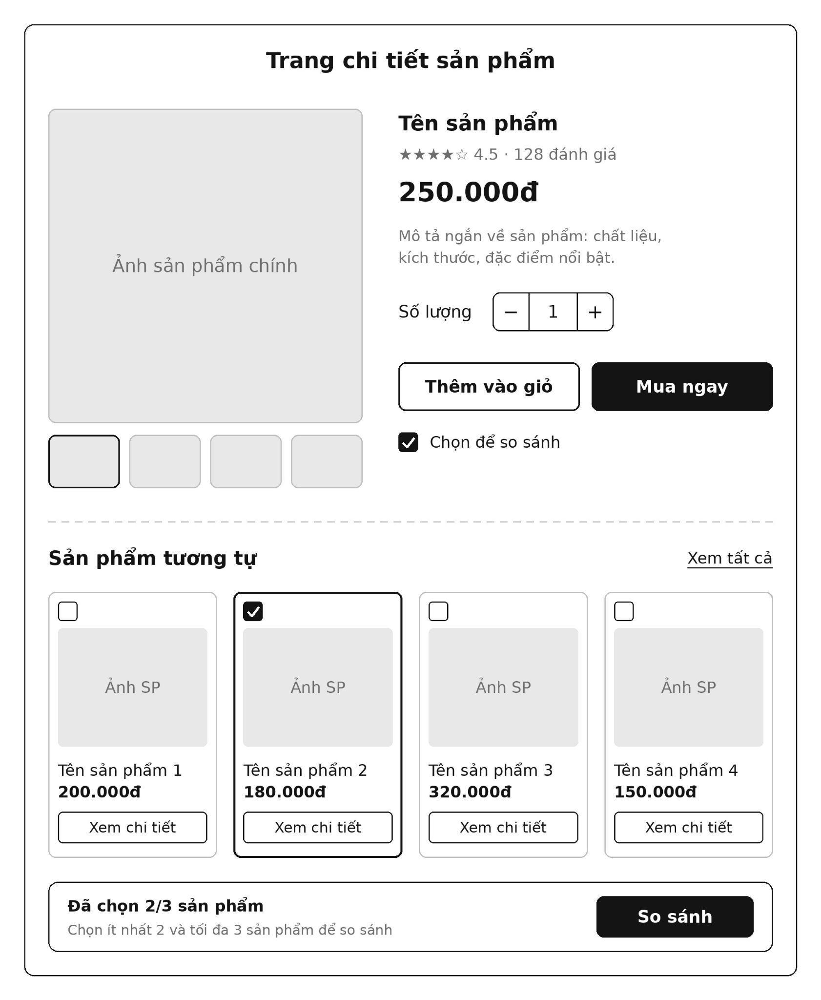 Trang chi tiết sản phẩm
Ảnh sản phẩm chính
Tên sản phẩm
★★★★☆ 4.5 · 128 đánh giá
250.000đ
Mô tả ngắn về sản phẩm: chất liệu,
kích thước, đặc điểm nổi bật.
Số lượng − 1 +
Thêm vào giỏ
Mua ngay
Chọn để so sánh
Sản phẩm tương tự
Xem tất cả
Ảnh SP
Tên sản phẩm 1
200.000đ
Xem chi tiết
Ảnh SP
Tên sản phẩm 2
180.000đ
Xem chi tiết
Ảnh SP
Tên sản phẩm 3
320.000đ
Xem chi tiết
Ảnh SP
Tên sản phẩm 4
150.000đ
Xem chi tiết
Đã chọn 2/3 sản phẩm
Chọn ít nhất 2 và tối đa 3 sản phẩm để so sánh
So sánh